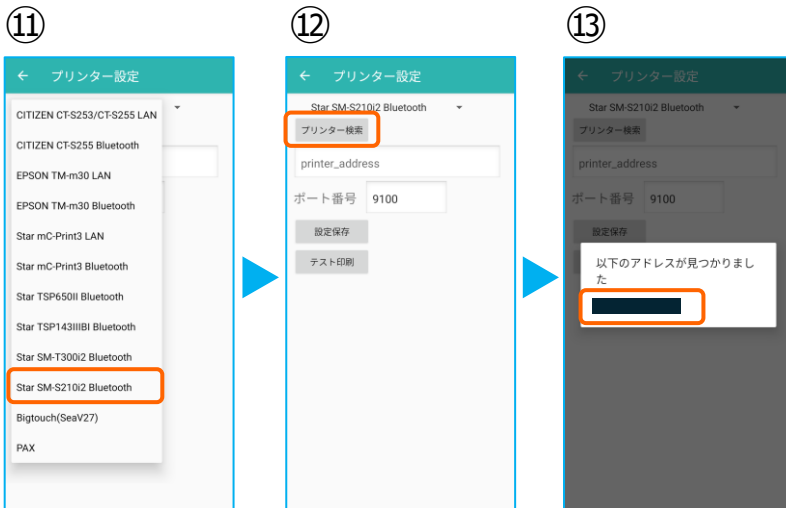 ⑪
← プリンター設定
CITIZEN CT-S253/CT-S255 LAN
CITIZEN CT-S255 Bluetooth
EPSON TM-m30 LAN
EPSON TM-m30 Bluetooth
Star mC-Print3 LAN
Star mC-Print3 Bluetooth
Star TSP650II Bluetooth
Star TSP143IIIBI Bluetooth
Star SM-T300i2 Bluetooth
Star SM-S210i2 Bluetooth
Bigtouch(SeaV27)
PAX
⑫
← プリンター設定
Star SM-S210i2 Bluetooth
プリンター検索
printer_address
ポート番号 9100
設定保存
テスト印刷
⑬
← プリンター設定
Star SM-S210i2 Bluetooth
プリンター検索
printer_address
ポート番号 9100
設定保存
以下のアドレスが見つかりまし
た